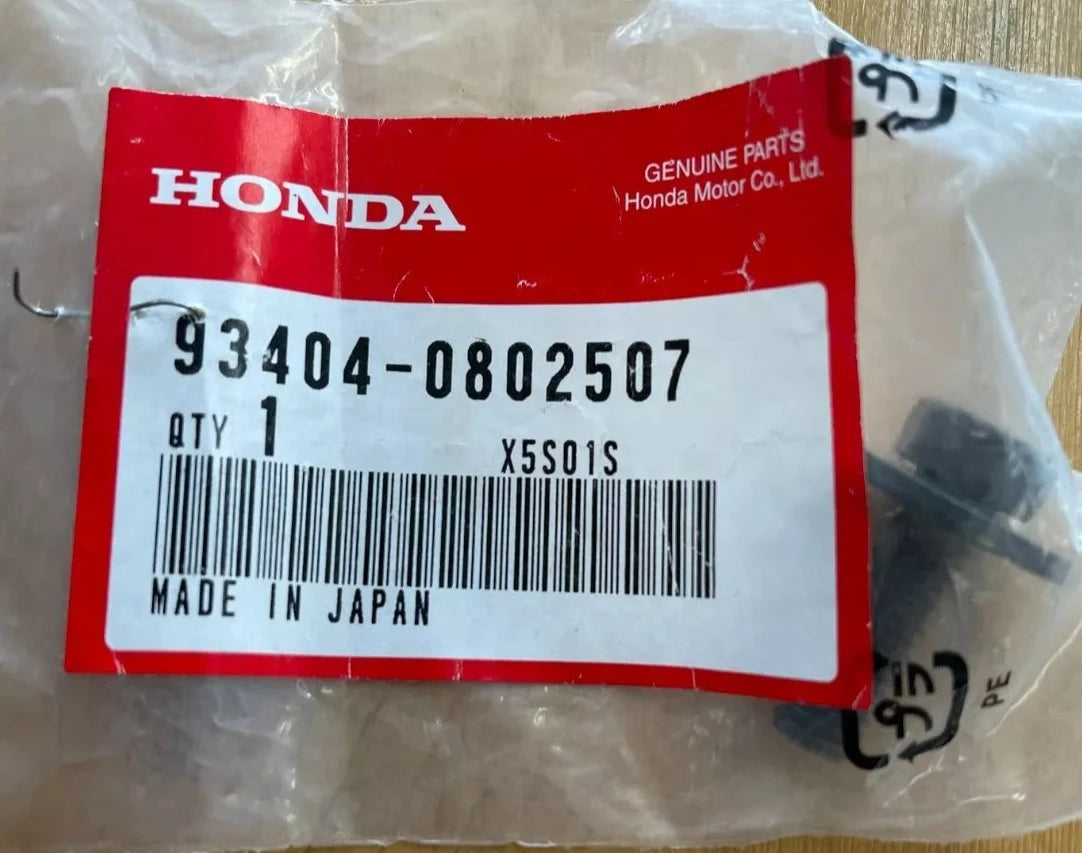 HONDA
GENUINE PARTS
Honda Motor Co., Ltd.
93404-0802507
QTY 1
X5S01S
MADE IN JAPAN
PE